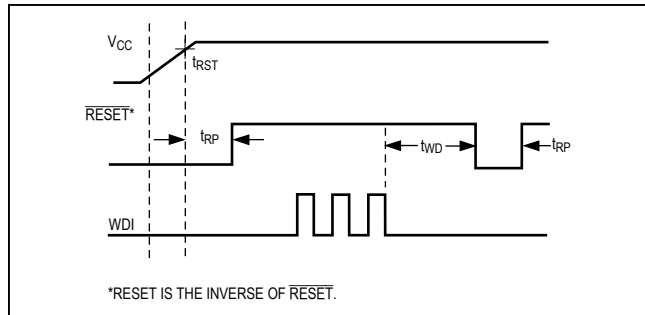 VCC
tRST
RESET*
tRP
tWD
tRP
WDI
*RESET IS THE INVERSE OF RESET.